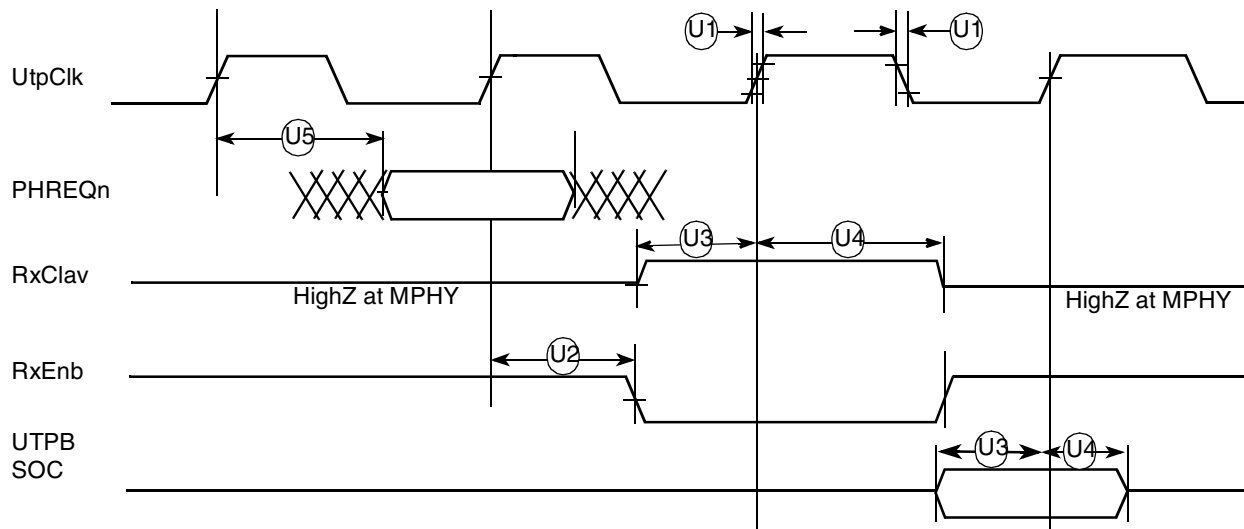 U1 U1
UtpClk
U5
PHREQn
U3 U4
RxClav
HighZ at MPHY HighZ at MPHY
U2
RxEnb
UTPB
SOC
U3 U4